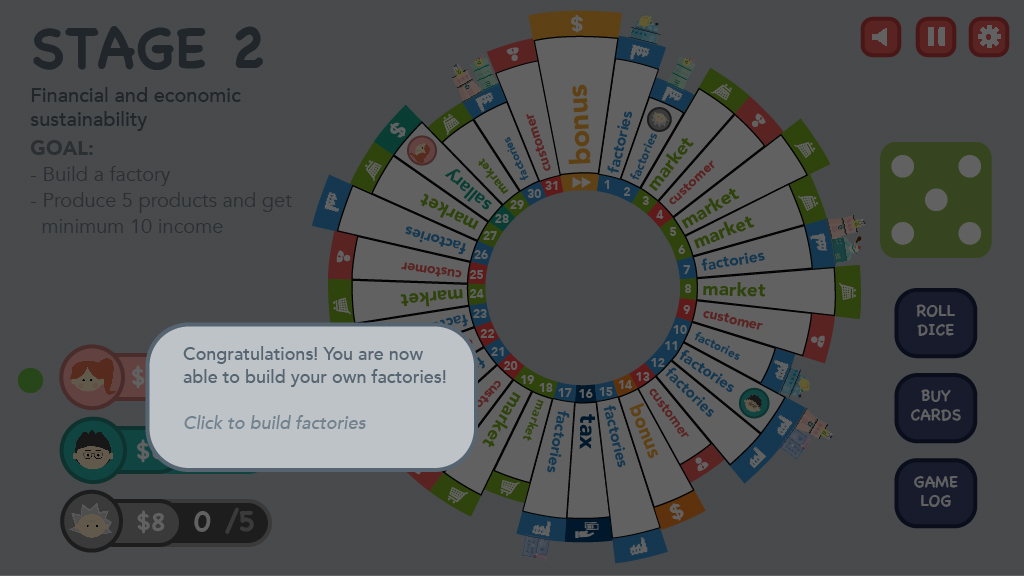 STAGE 2
Financial and economic
sustainability
GOAL:
- Build a factory
- Produce 5 products and get
minimum 10 income
Congratulations! You are now
able to build your own factories!
Click to build factories
$
$
$8 0 /5
ROLL
DICE
BUY
CARDS
GAME
LOG
$
bonus
1 factories
2 factories
3 market
4 customer
5 market
6 market
7 factories
8 market
9 customer
10 factories
11 factories
12 factories
13 customer
14 bonus
$
15 factories
16 tax
17 factories
18 market
19 market
20
21
22
23
24 market
25 customer
26 factories
27 market
28 sallary
$
29 market
30 factories
31 customer